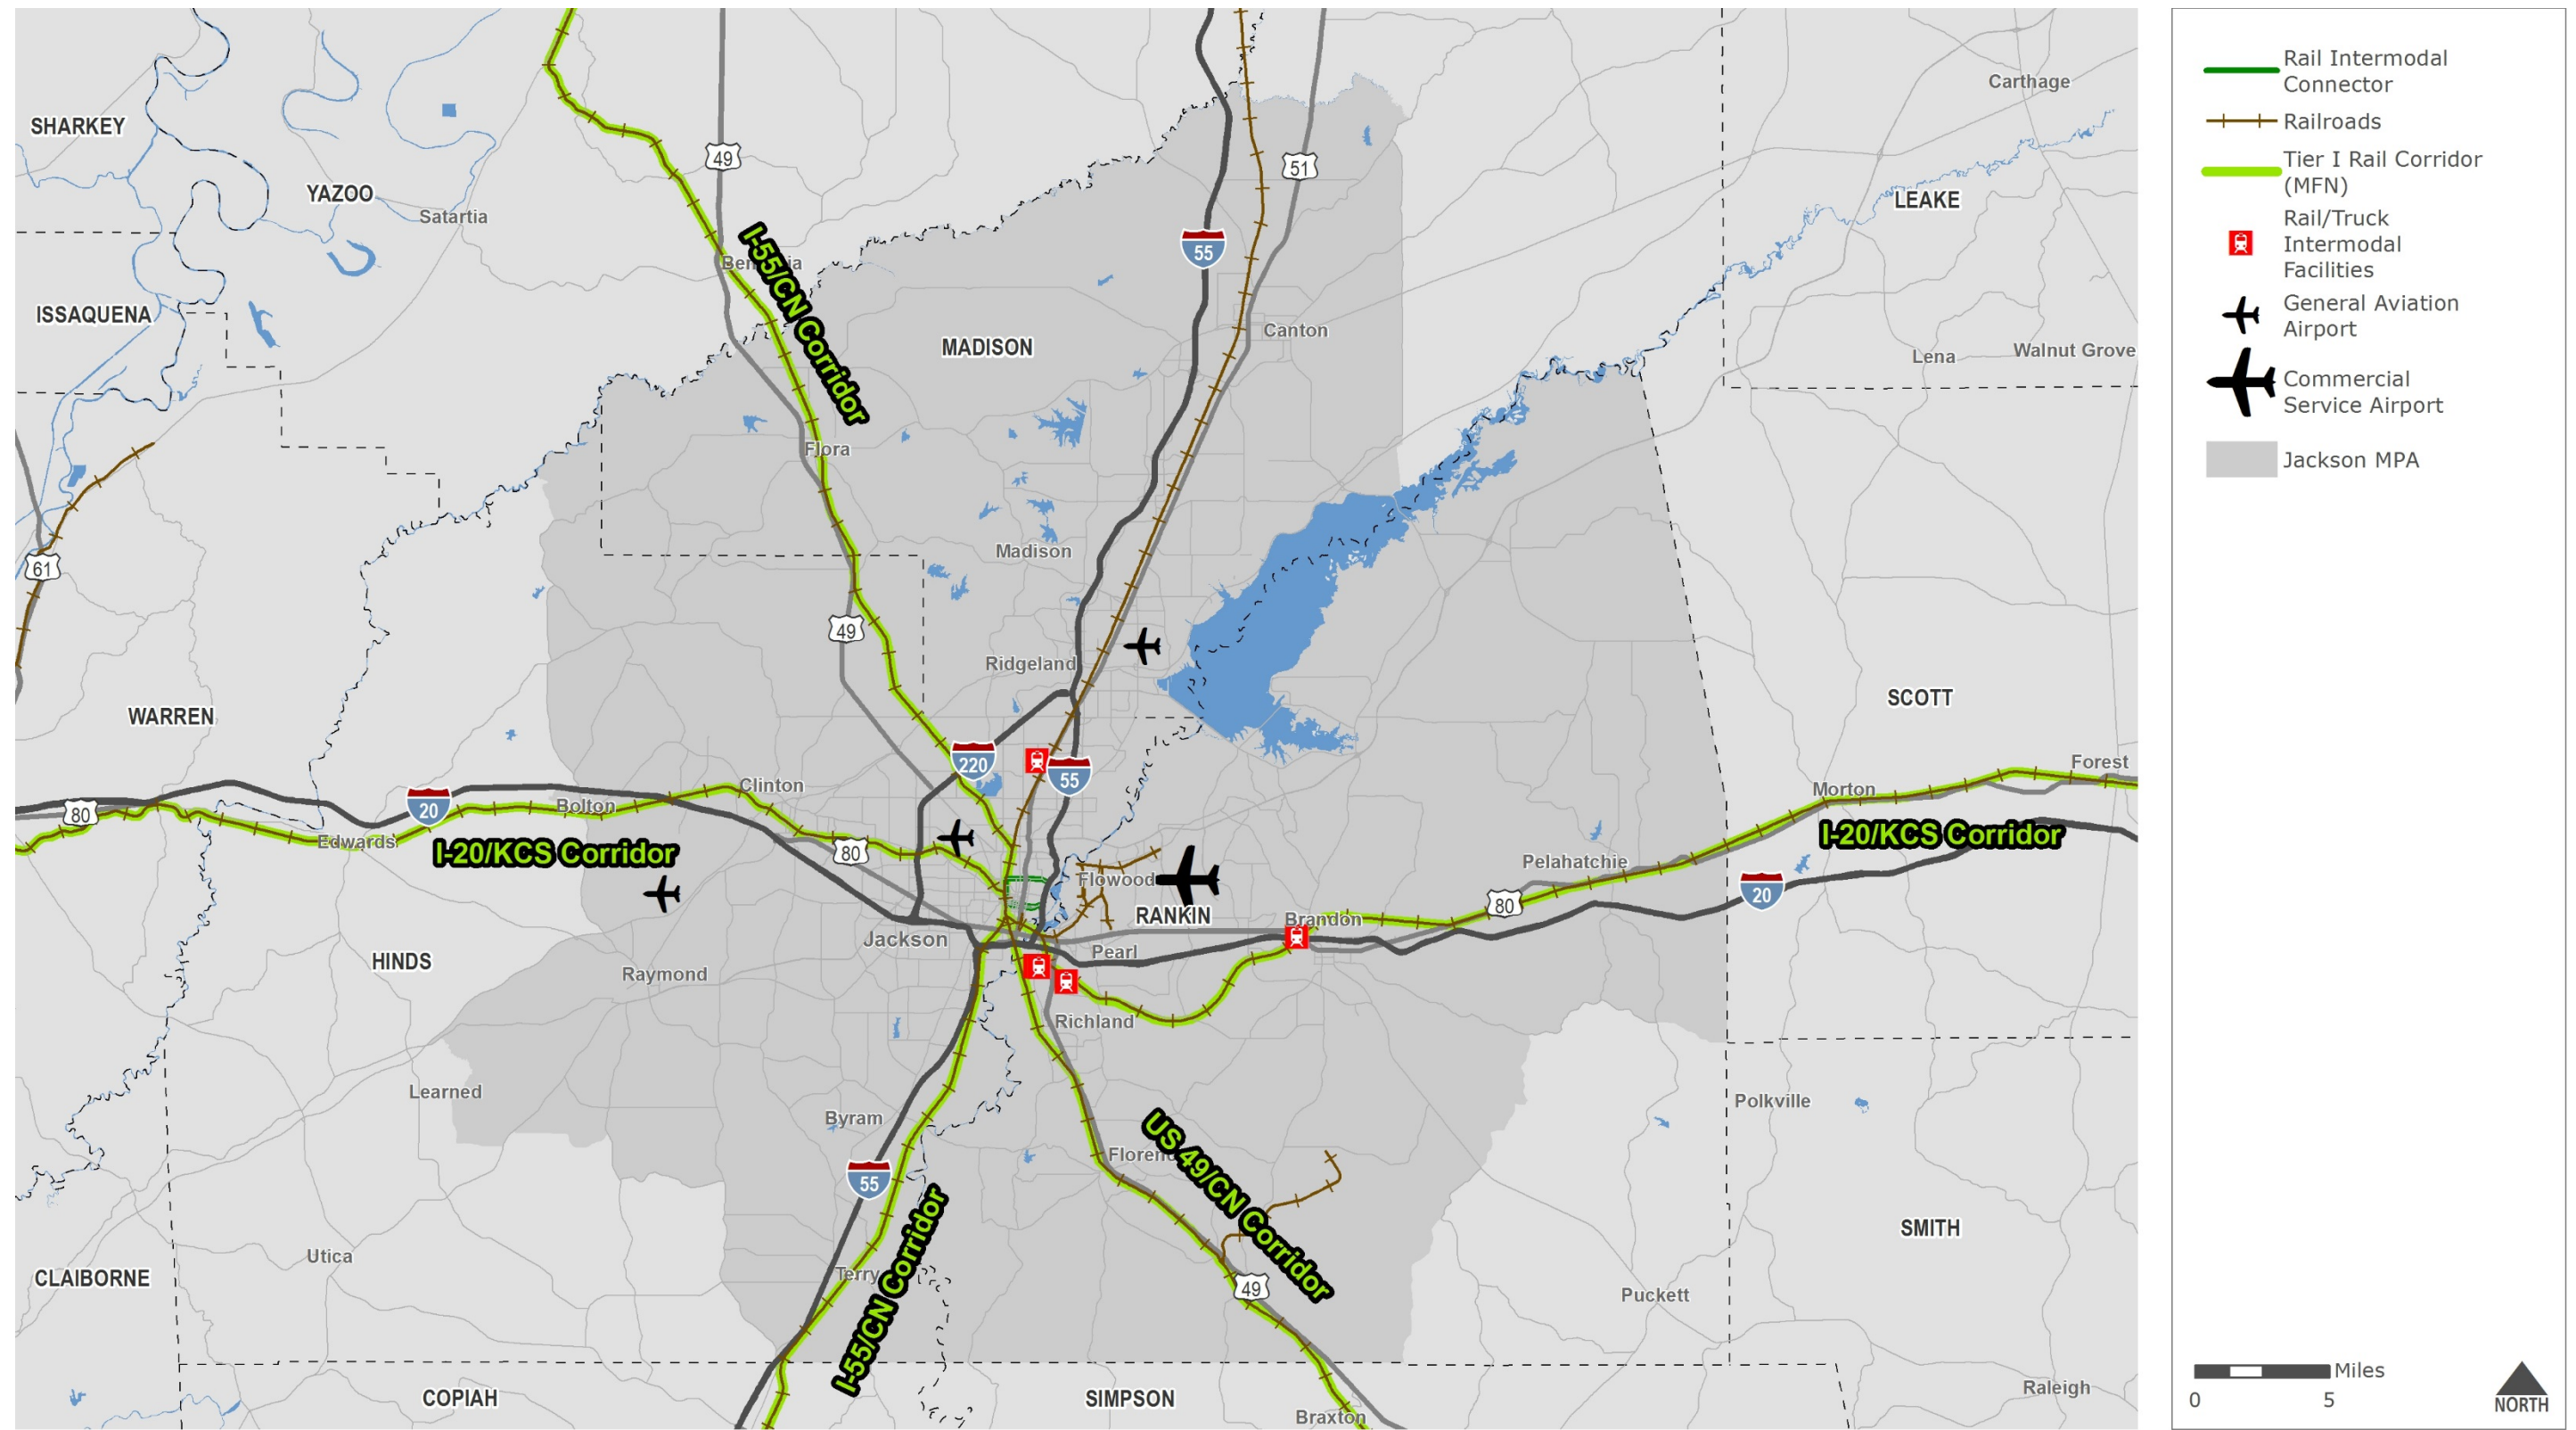 Carthage
SHARKEY
49
51
YAZOO
LEAKE
Satartia
55
I-55/CN Corridor
ISSAQUENA
Canton
MADISON
Lena
Walnut Grove
Flora
61
Madison
49
Ridgeland
WARREN
SCOTT
220
55
Forest
Clinton
Morton
20
Bolton
80
I-20/KCS Corridor
Edwards
I-20/KCS Corridor
80
Pelahatchie
Flowood
20
80
RANKIN
Brandon
Jackson
Pearl
HINDS
Raymond
Richland
Learned
Polkville
Byram
US 49/CN Corridor
55
SMITH
Utica
I-55/CN Corridor
Terry
CLAIBORNE
49
Puckett
COPIAH
SIMPSON
Raleigh
Braxton
Rail Intermodal
Connector
Railroads
Tier I Rail Corridor
(MFN)
Rail/Truck
Intermodal
Facilities
General Aviation
Airport
Commercial
Service Airport
Jackson MPA
Miles
0
5
NORTH